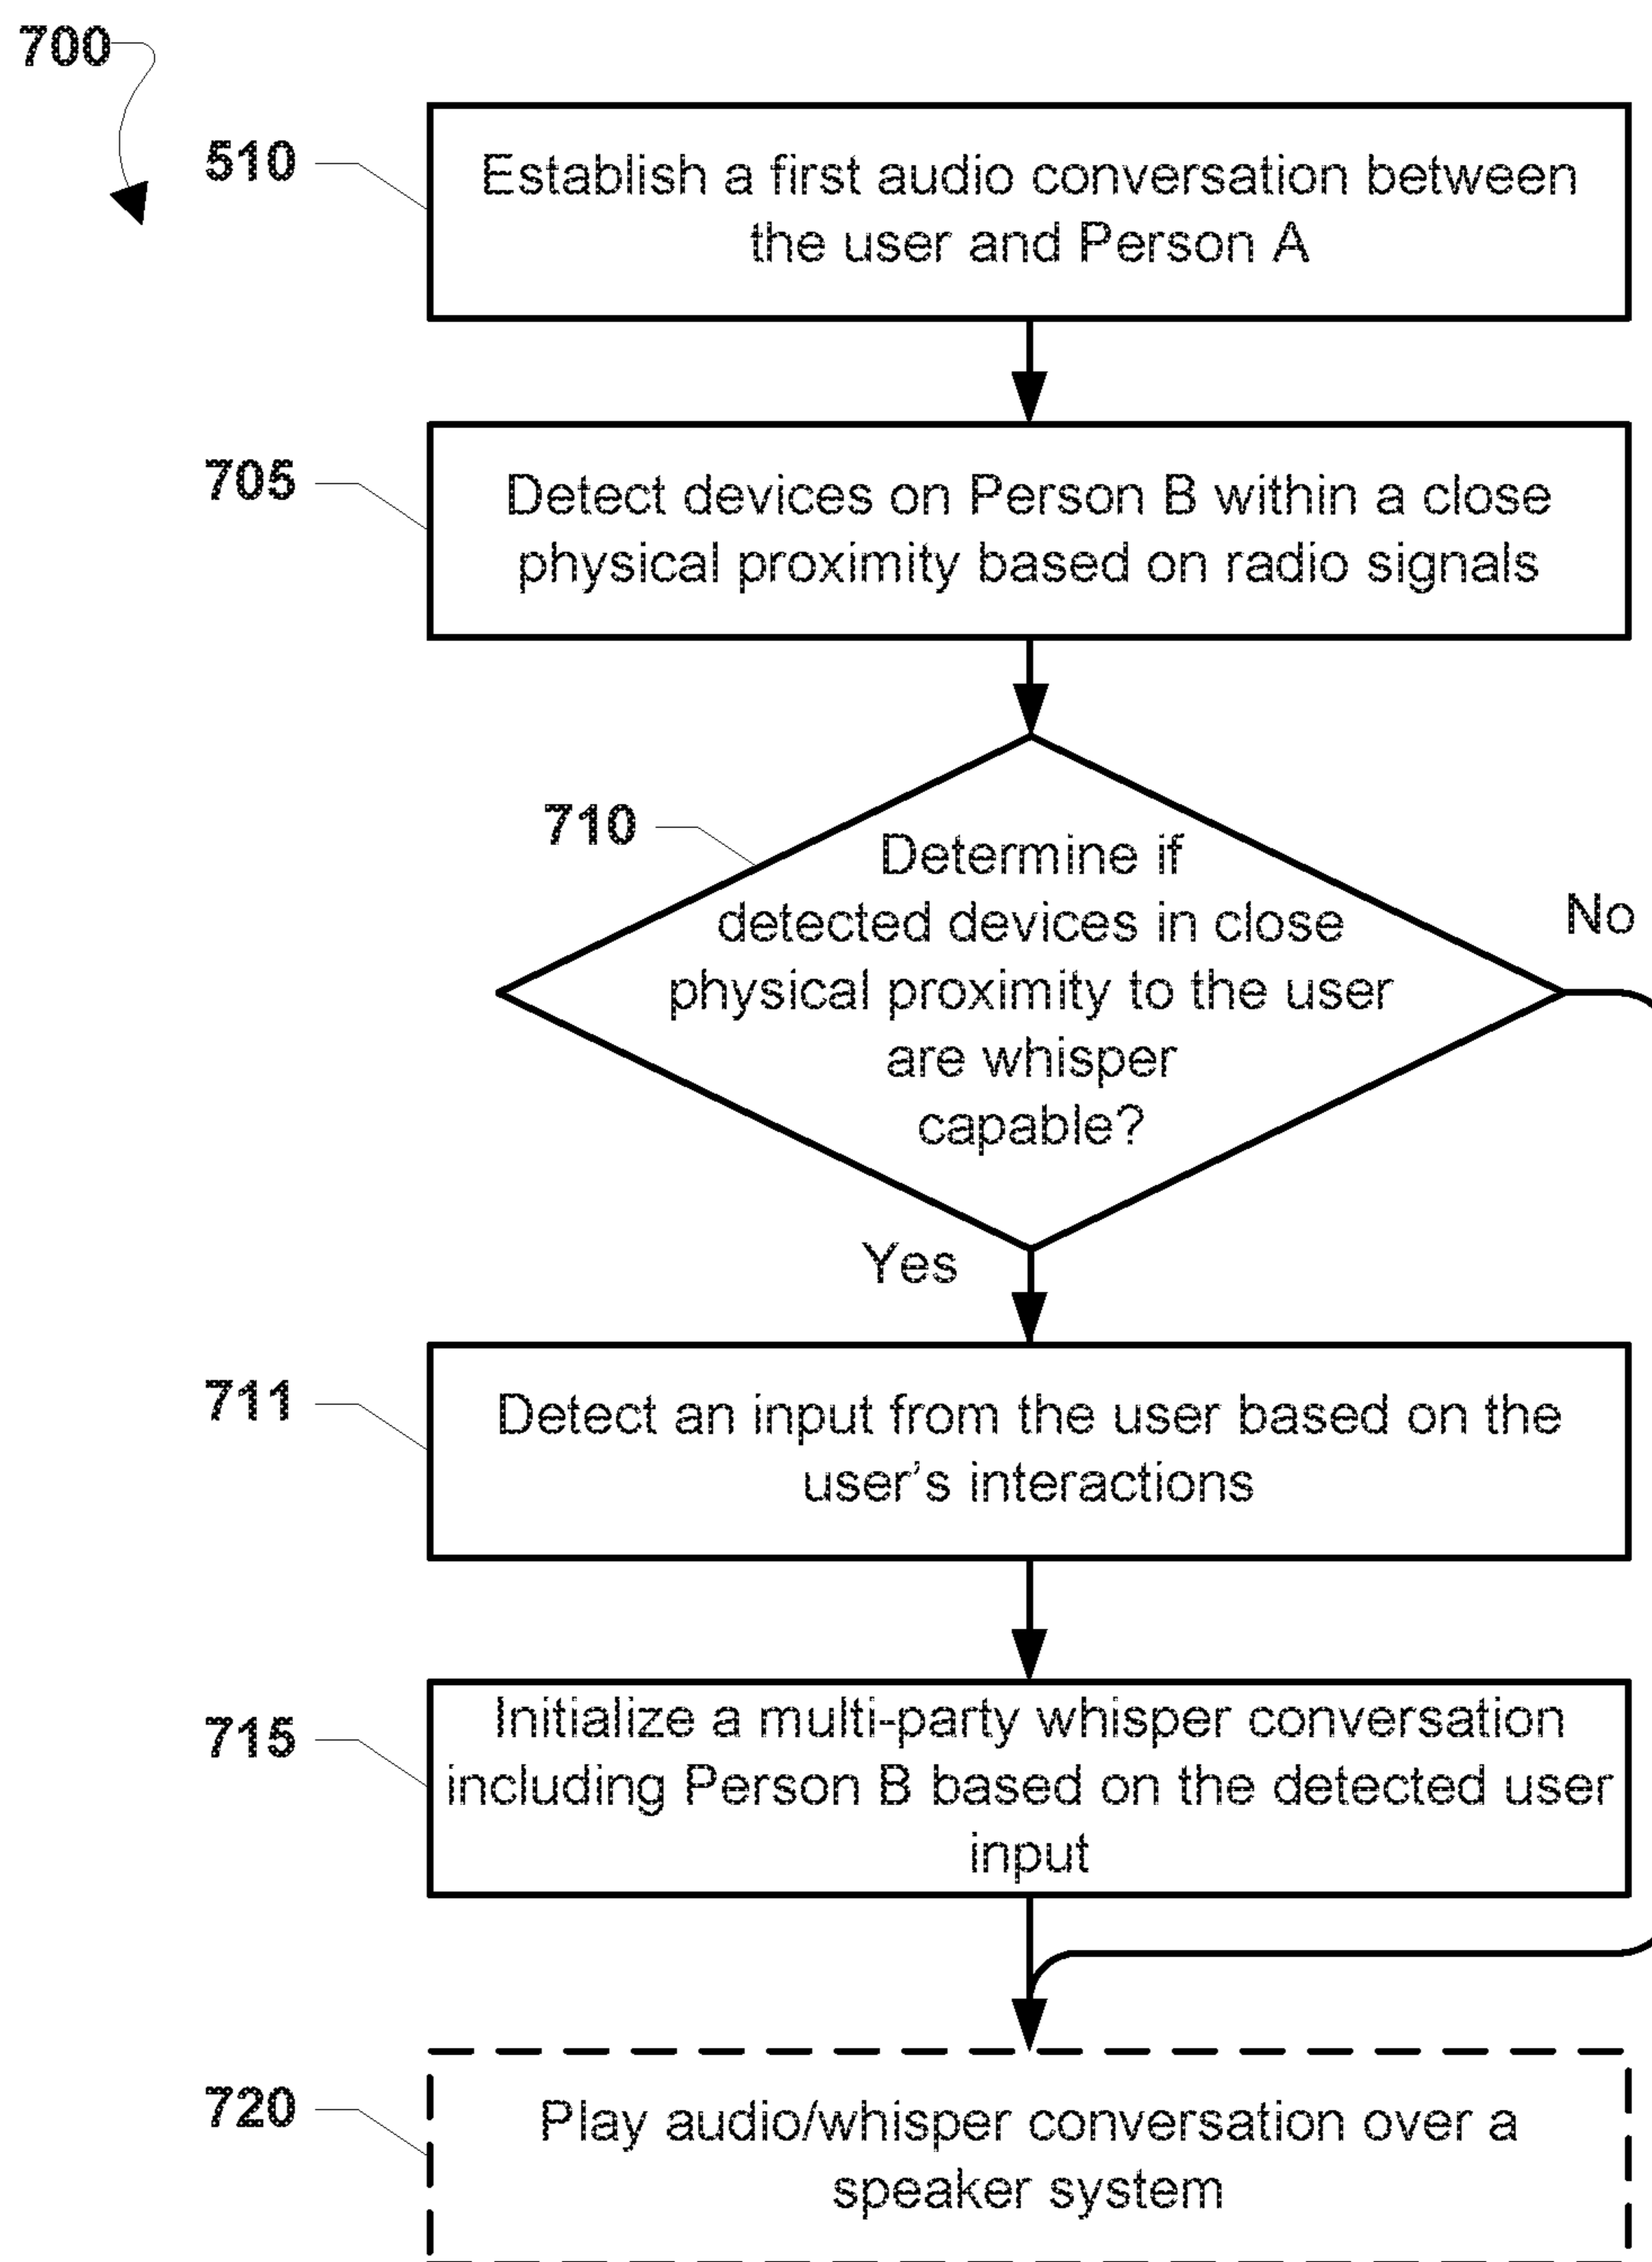 700
510
Establish a first audio conversation between
the user and Person A
705
Detect devices on Person B within a close
physical proximity based on radio signals
710
Determine if
detected devices in close
physical proximity to the user
are whisper
capable?
No
Yes
711
Detect an input from the user based on the
user’s interactions
715
Initialize a multi-party whisper conversation
including Person B based on the detected user
input
720
Play audio/whisper conversation over a
speaker system